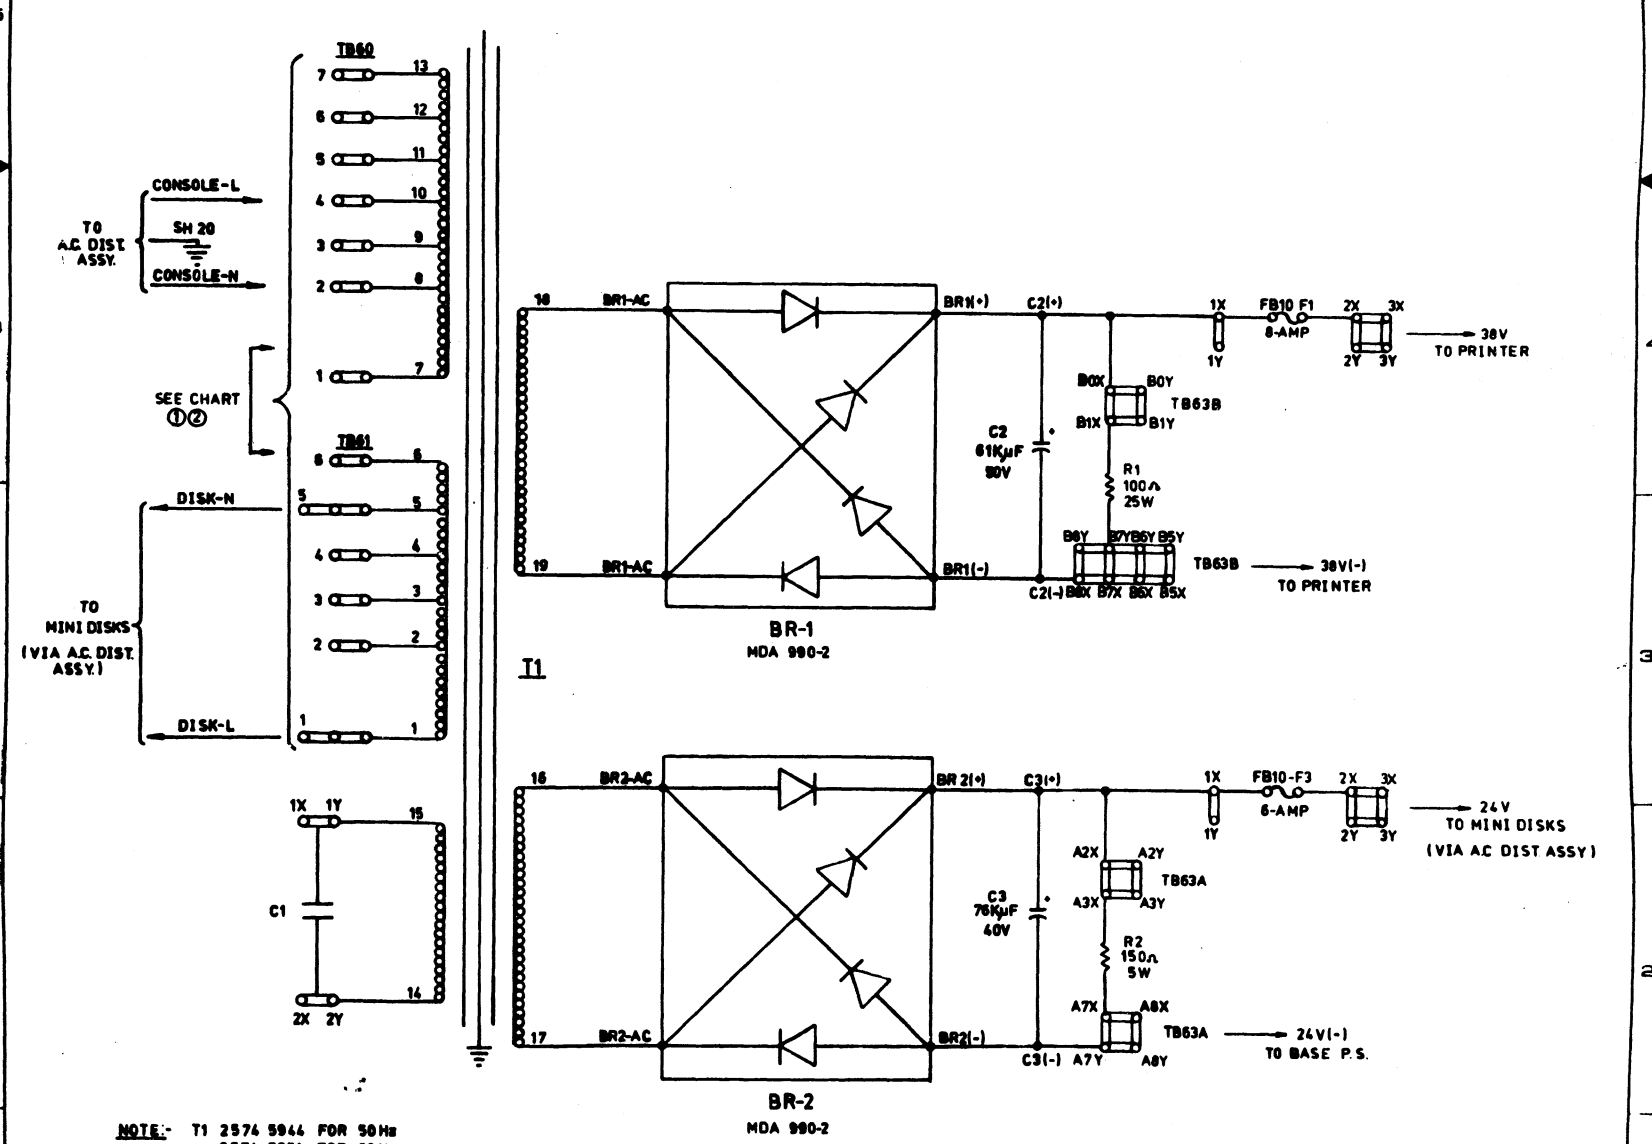 TB60
7 13
6 12
5 11
4 10
3 9
2 8
1 7
CONSOLE-L
TO
A.C. DIST.
ASSY.
SH 20
CONSOLE-N
SEE CHART
① ②
TB61
6 6
5 5
4 4
3 3
2 2
1 1
DISK-N
TO
MINI DISKS
(VIA A.C. DIST.
ASSY.)
DISK-L
1X 1Y 15
C1
2X 2Y 14
T1
18 BR1-AC BR1(+) C2(+) 1X FB10 F1 2X 3X
8-AMP
1Y 2Y 3Y
38V
TO PRINTER
B0X B0Y
TB63B
B1X B1Y
C2
61KµF
90V
R1
100Ω
25W
B8Y B7Y B6Y B5Y
19 BR1-AC BR1(-) C2(-) B8X B7X B6X B5X
TB63B
38V(-)
TO PRINTER
BR-1
MDA 990-2
16 BR2-AC BR2(+) C3(+) 1X FB10-F3 2X 3X
6-AMP
1Y 2Y 3Y
24V
TO MINI DISKS
(VIA A.C DIST ASSY)
A2X A2Y
TB63A
A3X A3Y
C3
76KµF
40V
R2
150Ω
5W
A7X A8X
17 BR2-AC BR2(-) C3(-) A7Y A8Y
TB63A
24V(-)
TO BASE P.S.
BR-2
MDA 990-2
3
2
NOTE:- T1 2574 5944 FOR 50Hz